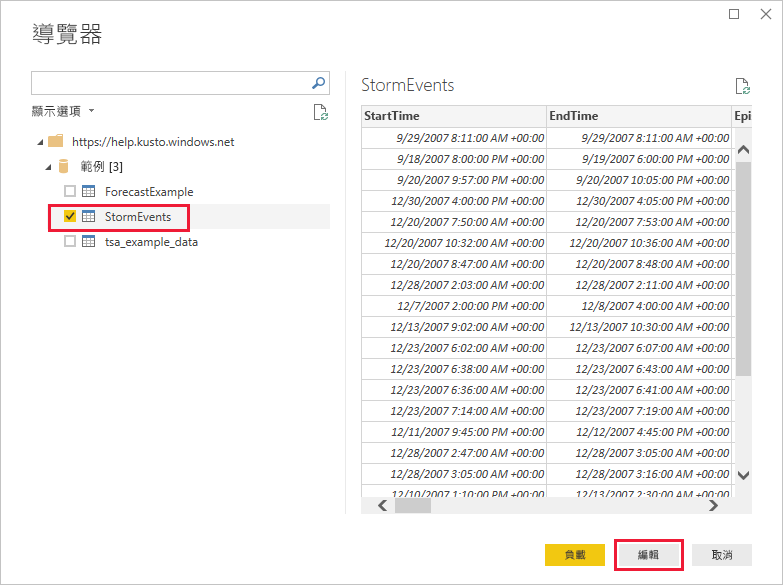 導覽器
顯示選項
https://help.kusto.windows.net
範例 [3]
ForecastExample
StormEvents
tsa_example_data
StormEvents
StartTime EndTime Epi
9/29/2007 8:11:00 AM +00:00 9/29/2007 8:11:00 AM +00:00
9/18/2007 8:00:00 PM +00:00 9/19/2007 6:00:00 PM +00:00
9/20/2007 9:57:00 PM +00:00 9/20/2007 10:05:00 PM +00:00
12/30/2007 4:00:00 PM +00:00 12/30/2007 4:05:00 PM +00:00
12/20/2007 7:50:00 AM +00:00 12/20/2007 7:53:00 AM +00:00
12/20/2007 10:32:00 AM +00:00 12/20/2007 10:36:00 AM +00:00
12/20/2007 8:47:00 AM +00:00 12/20/2007 8:48:00 AM +00:00
12/28/2007 2:03:00 AM +00:00 12/28/2007 2:11:00 AM +00:00
12/7/2007 2:00:00 PM +00:00 12/8/2007 4:00:00 AM +00:00
12/13/2007 9:02:00 AM +00:00 12/13/2007 10:30:00 AM +00:00
12/23/2007 6:02:00 AM +00:00 12/23/2007 6:07:00 AM +00:00
12/23/2007 6:38:00 AM +00:00 12/23/2007 6:43:00 AM +00:00
12/23/2007 6:36:00 AM +00:00 12/23/2007 6:41:00 AM +00:00
12/23/2007 7:14:00 AM +00:00 12/23/2007 7:19:00 AM +00:00
12/11/2007 9:45:00 PM +00:00 12/12/2007 4:45:00 PM +00:00
12/28/2007 2:47:00 AM +00:00 12/28/2007 3:05:00 AM +00:00
12/28/2007 3:05:00 AM +00:00 12/28/2007 3:16:00 AM +00:00
12/10/2007 1:10:00 PM +00:00 12/13/2007 2:30:00 AM +00:00
負載 編輯 取消